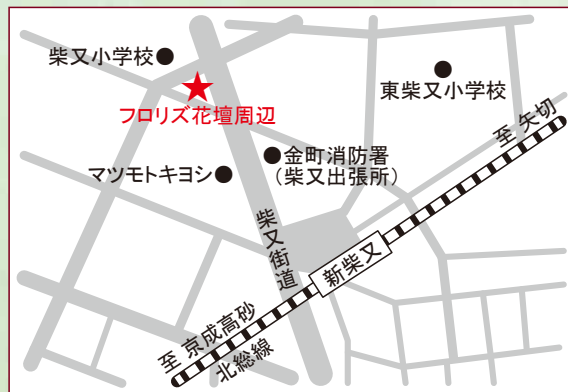 柴又小学校
フロリズ花壇周辺
東柴又小学校
至 矢切
金町消防署
（柴又出張所）
マツモトキヨシ
柴又街道
新柴又
至 京成高砂
北総線